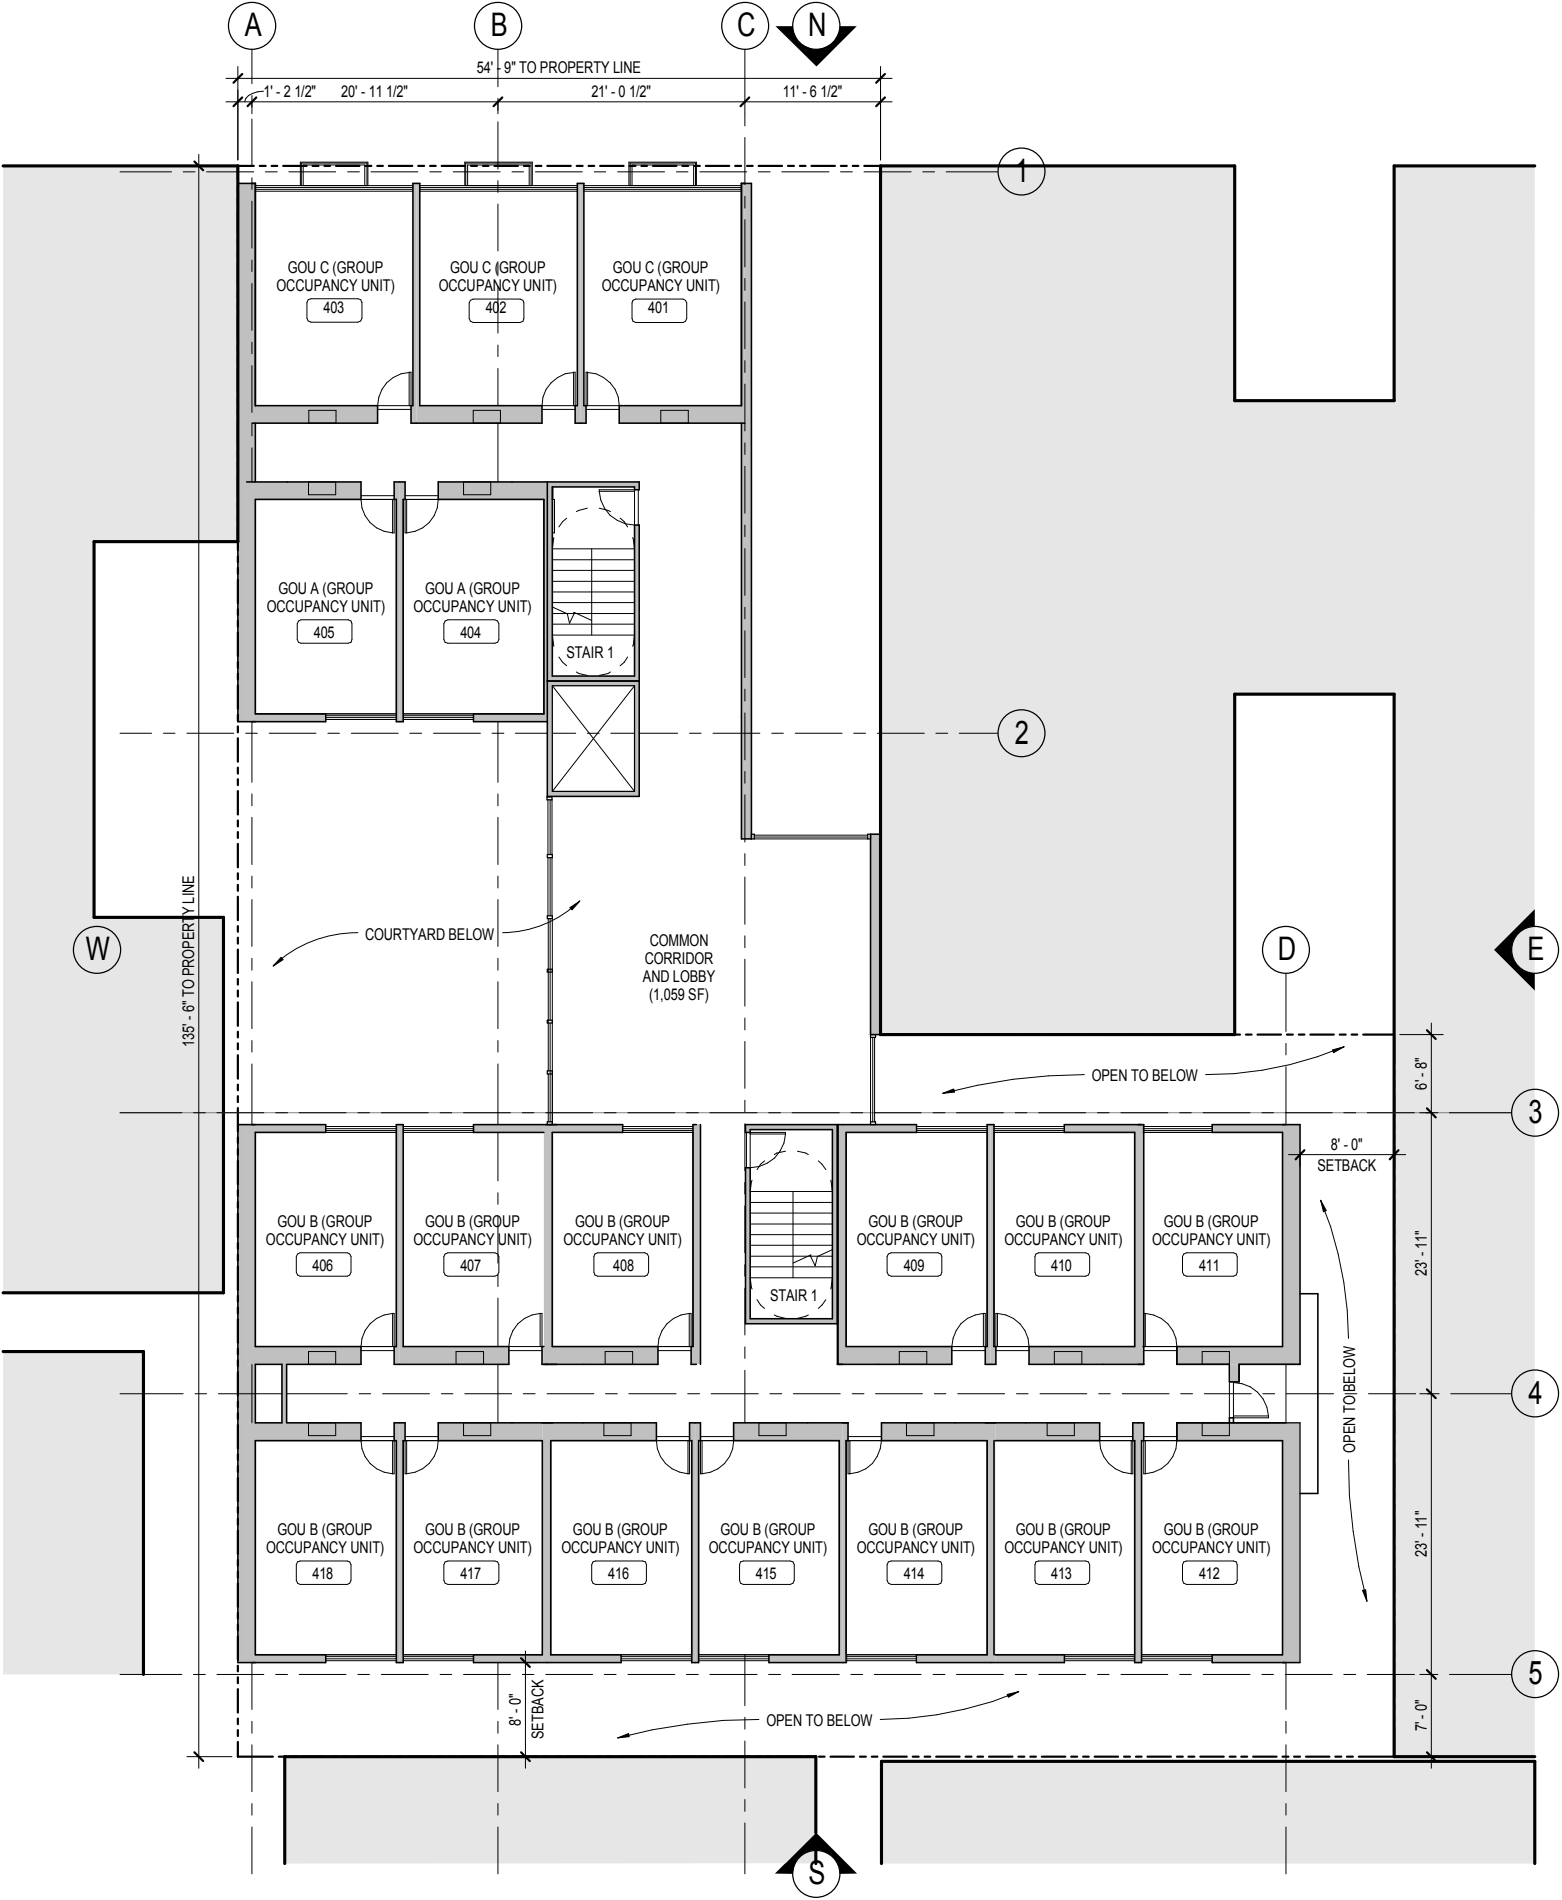 A
B
C
N
54' - 9" TO PROPERTY LINE
1' - 2 1/2"
20' - 11 1/2"
21' - 0 1/2"
11' - 6 1/2"
1
GOU C (GROUP
OCCUPANCY UNIT)
403
GOU C (GROUP
OCCUPANCY UNIT)
402
GOU C (GROUP
OCCUPANCY UNIT)
401
GOU A (GROUP
OCCUPANCY UNIT)
405
GOU A (GROUP
OCCUPANCY UNIT)
404
STAIR 1
2
135' - 6" TO PROPERTY LINE
W
COURTYARD BELOW
COMMON
CORRIDOR
AND LOBBY
(1,059 SF)
D
E
OPEN TO BELOW
6' - 8"
3
8' - 0"
SETBACK
GOU B (GROUP
OCCUPANCY UNIT)
406
GOU B (GROUP
OCCUPANCY UNIT)
407
GOU B (GROUP
OCCUPANCY UNIT)
408
STAIR 1
GOU B (GROUP
OCCUPANCY UNIT)
409
GOU B (GROUP
OCCUPANCY UNIT)
410
GOU B (GROUP
OCCUPANCY UNIT)
411
23' - 11"
OPEN TO BELOW
4
GOU B (GROUP
OCCUPANCY UNIT)
418
GOU B (GROUP
OCCUPANCY UNIT)
417
GOU B (GROUP
OCCUPANCY UNIT)
416
GOU B (GROUP
OCCUPANCY UNIT)
415
GOU B (GROUP
OCCUPANCY UNIT)
414
GOU B (GROUP
OCCUPANCY UNIT)
413
GOU B (GROUP
OCCUPANCY UNIT)
412
23' - 11"
5
8' - 0"
SETBACK
OPEN TO BELOW
7' - 0"
S